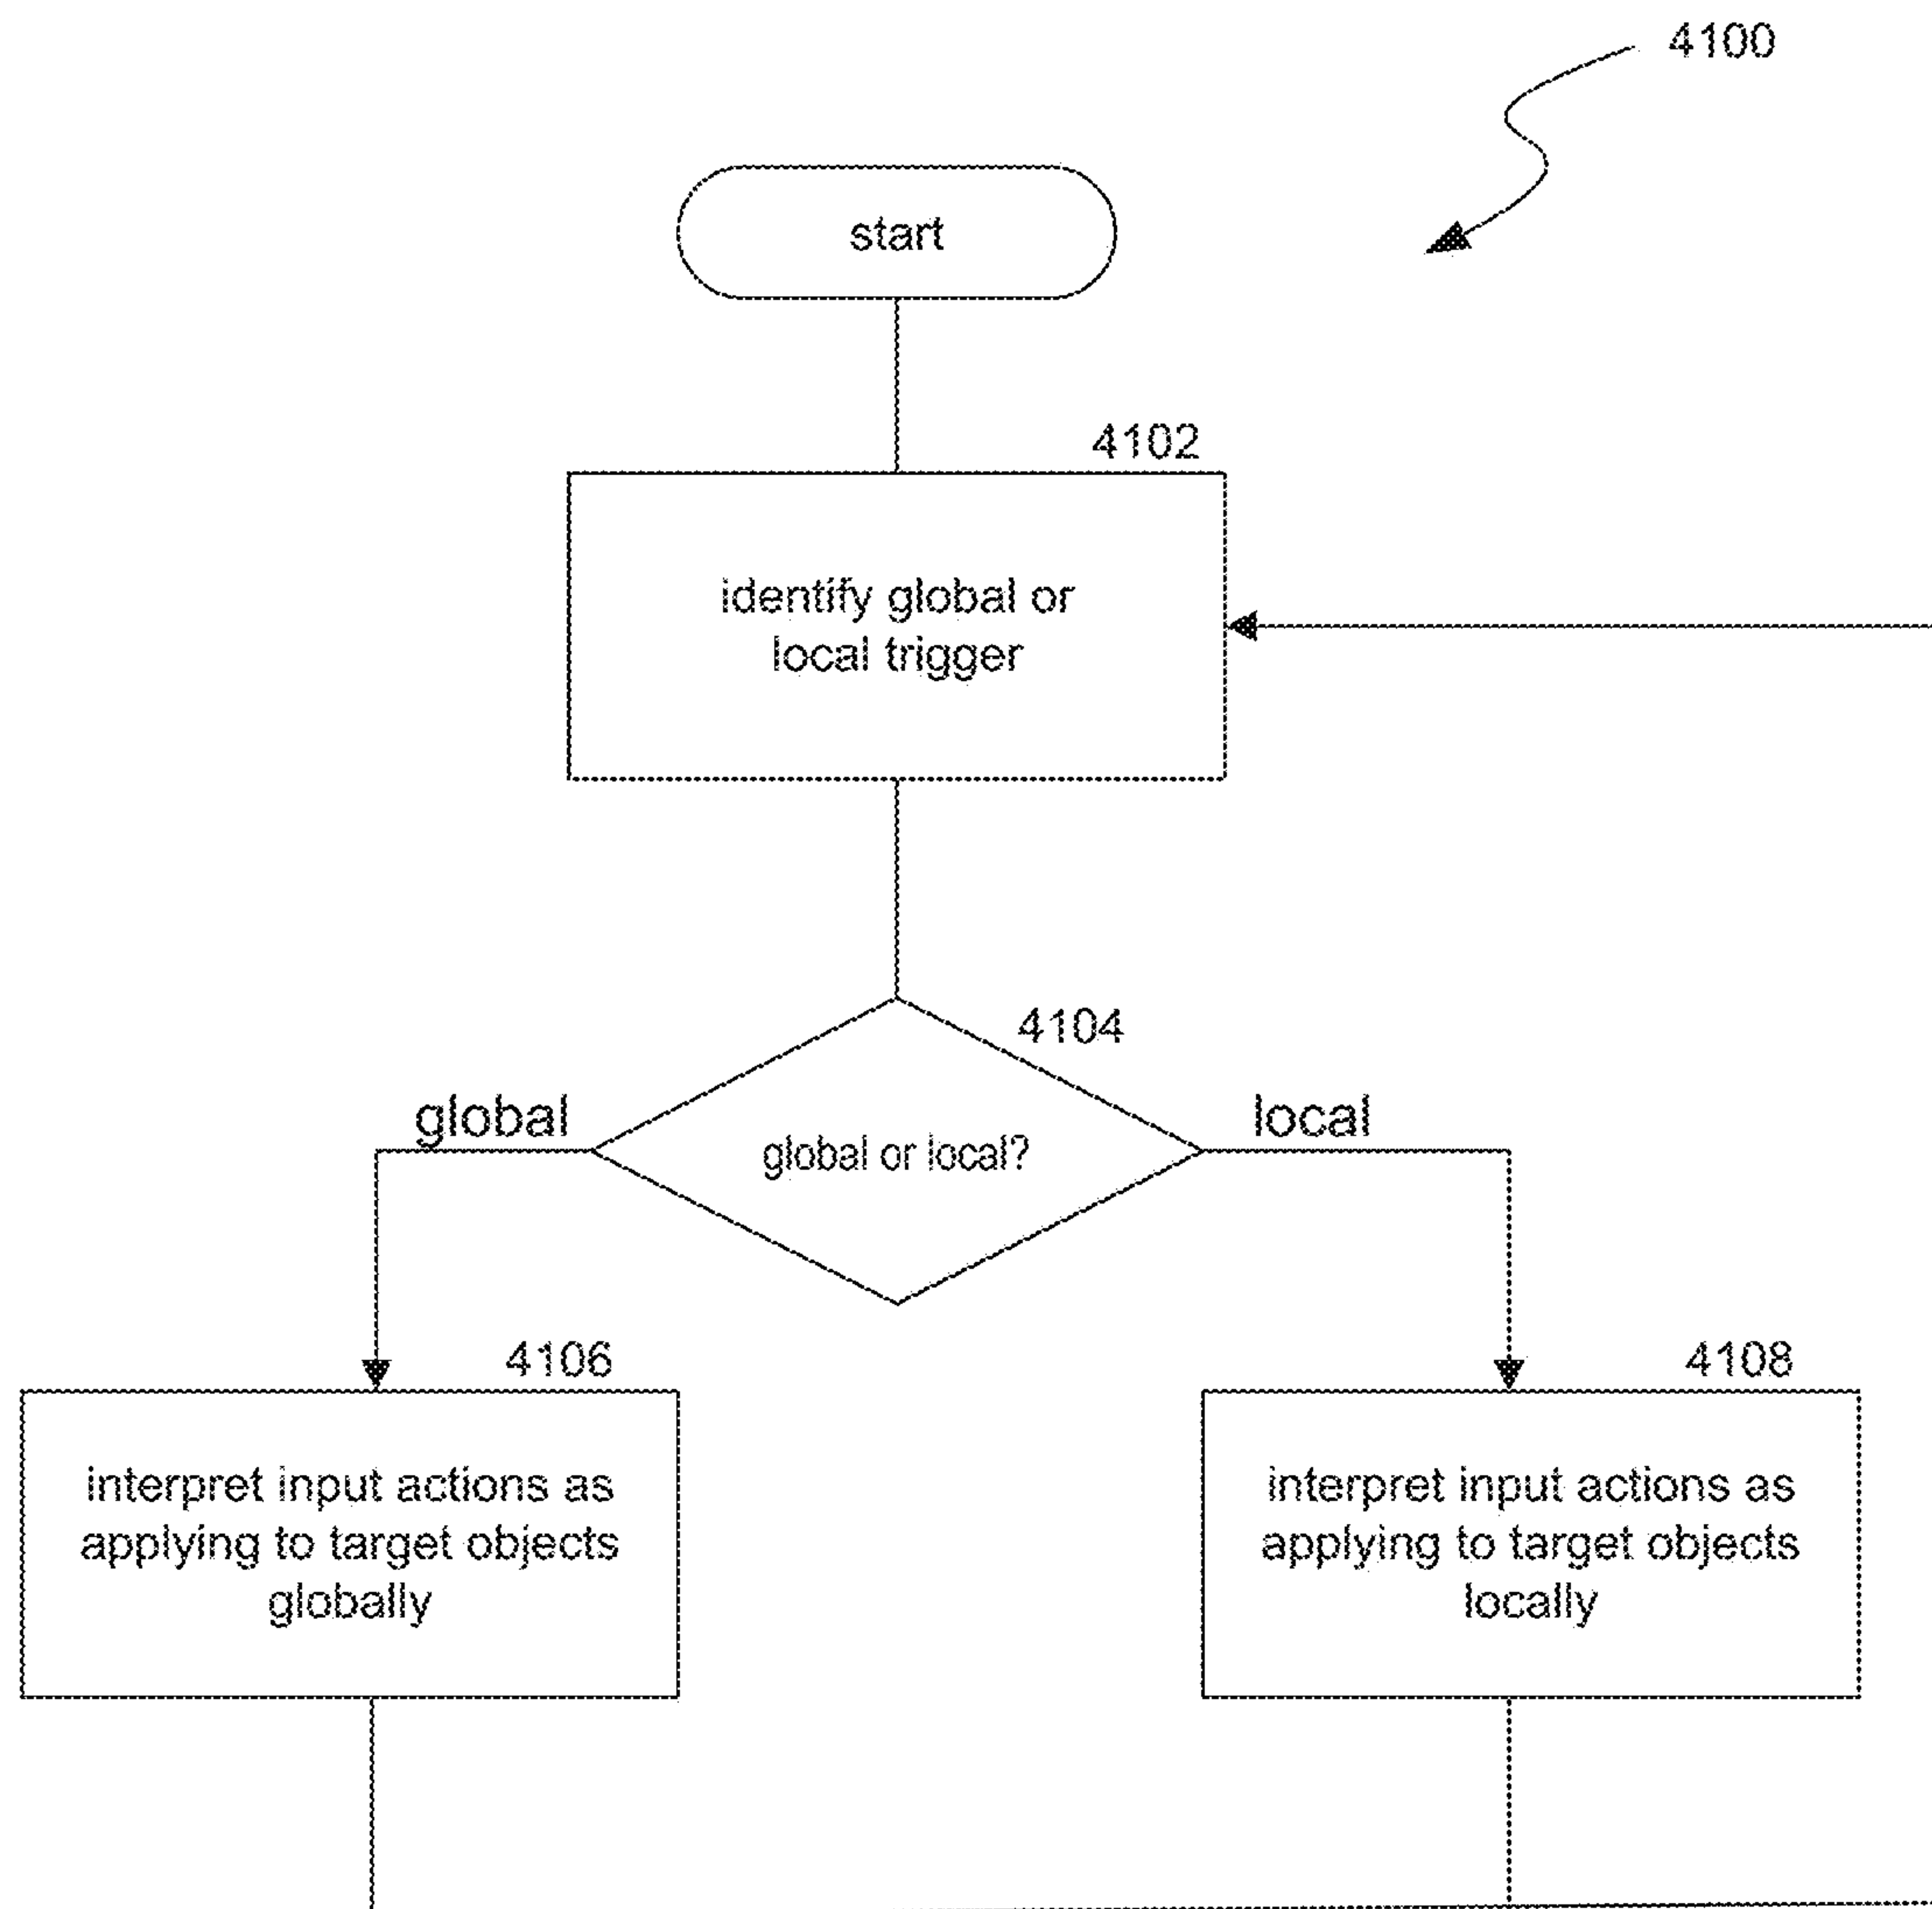 4100
start
4102
identify global or
local trigger
4104
global
global or local?
local
4106
interpret input actions as
applying to target objects
globally
4108
interpret input actions as
applying to target objects
locally